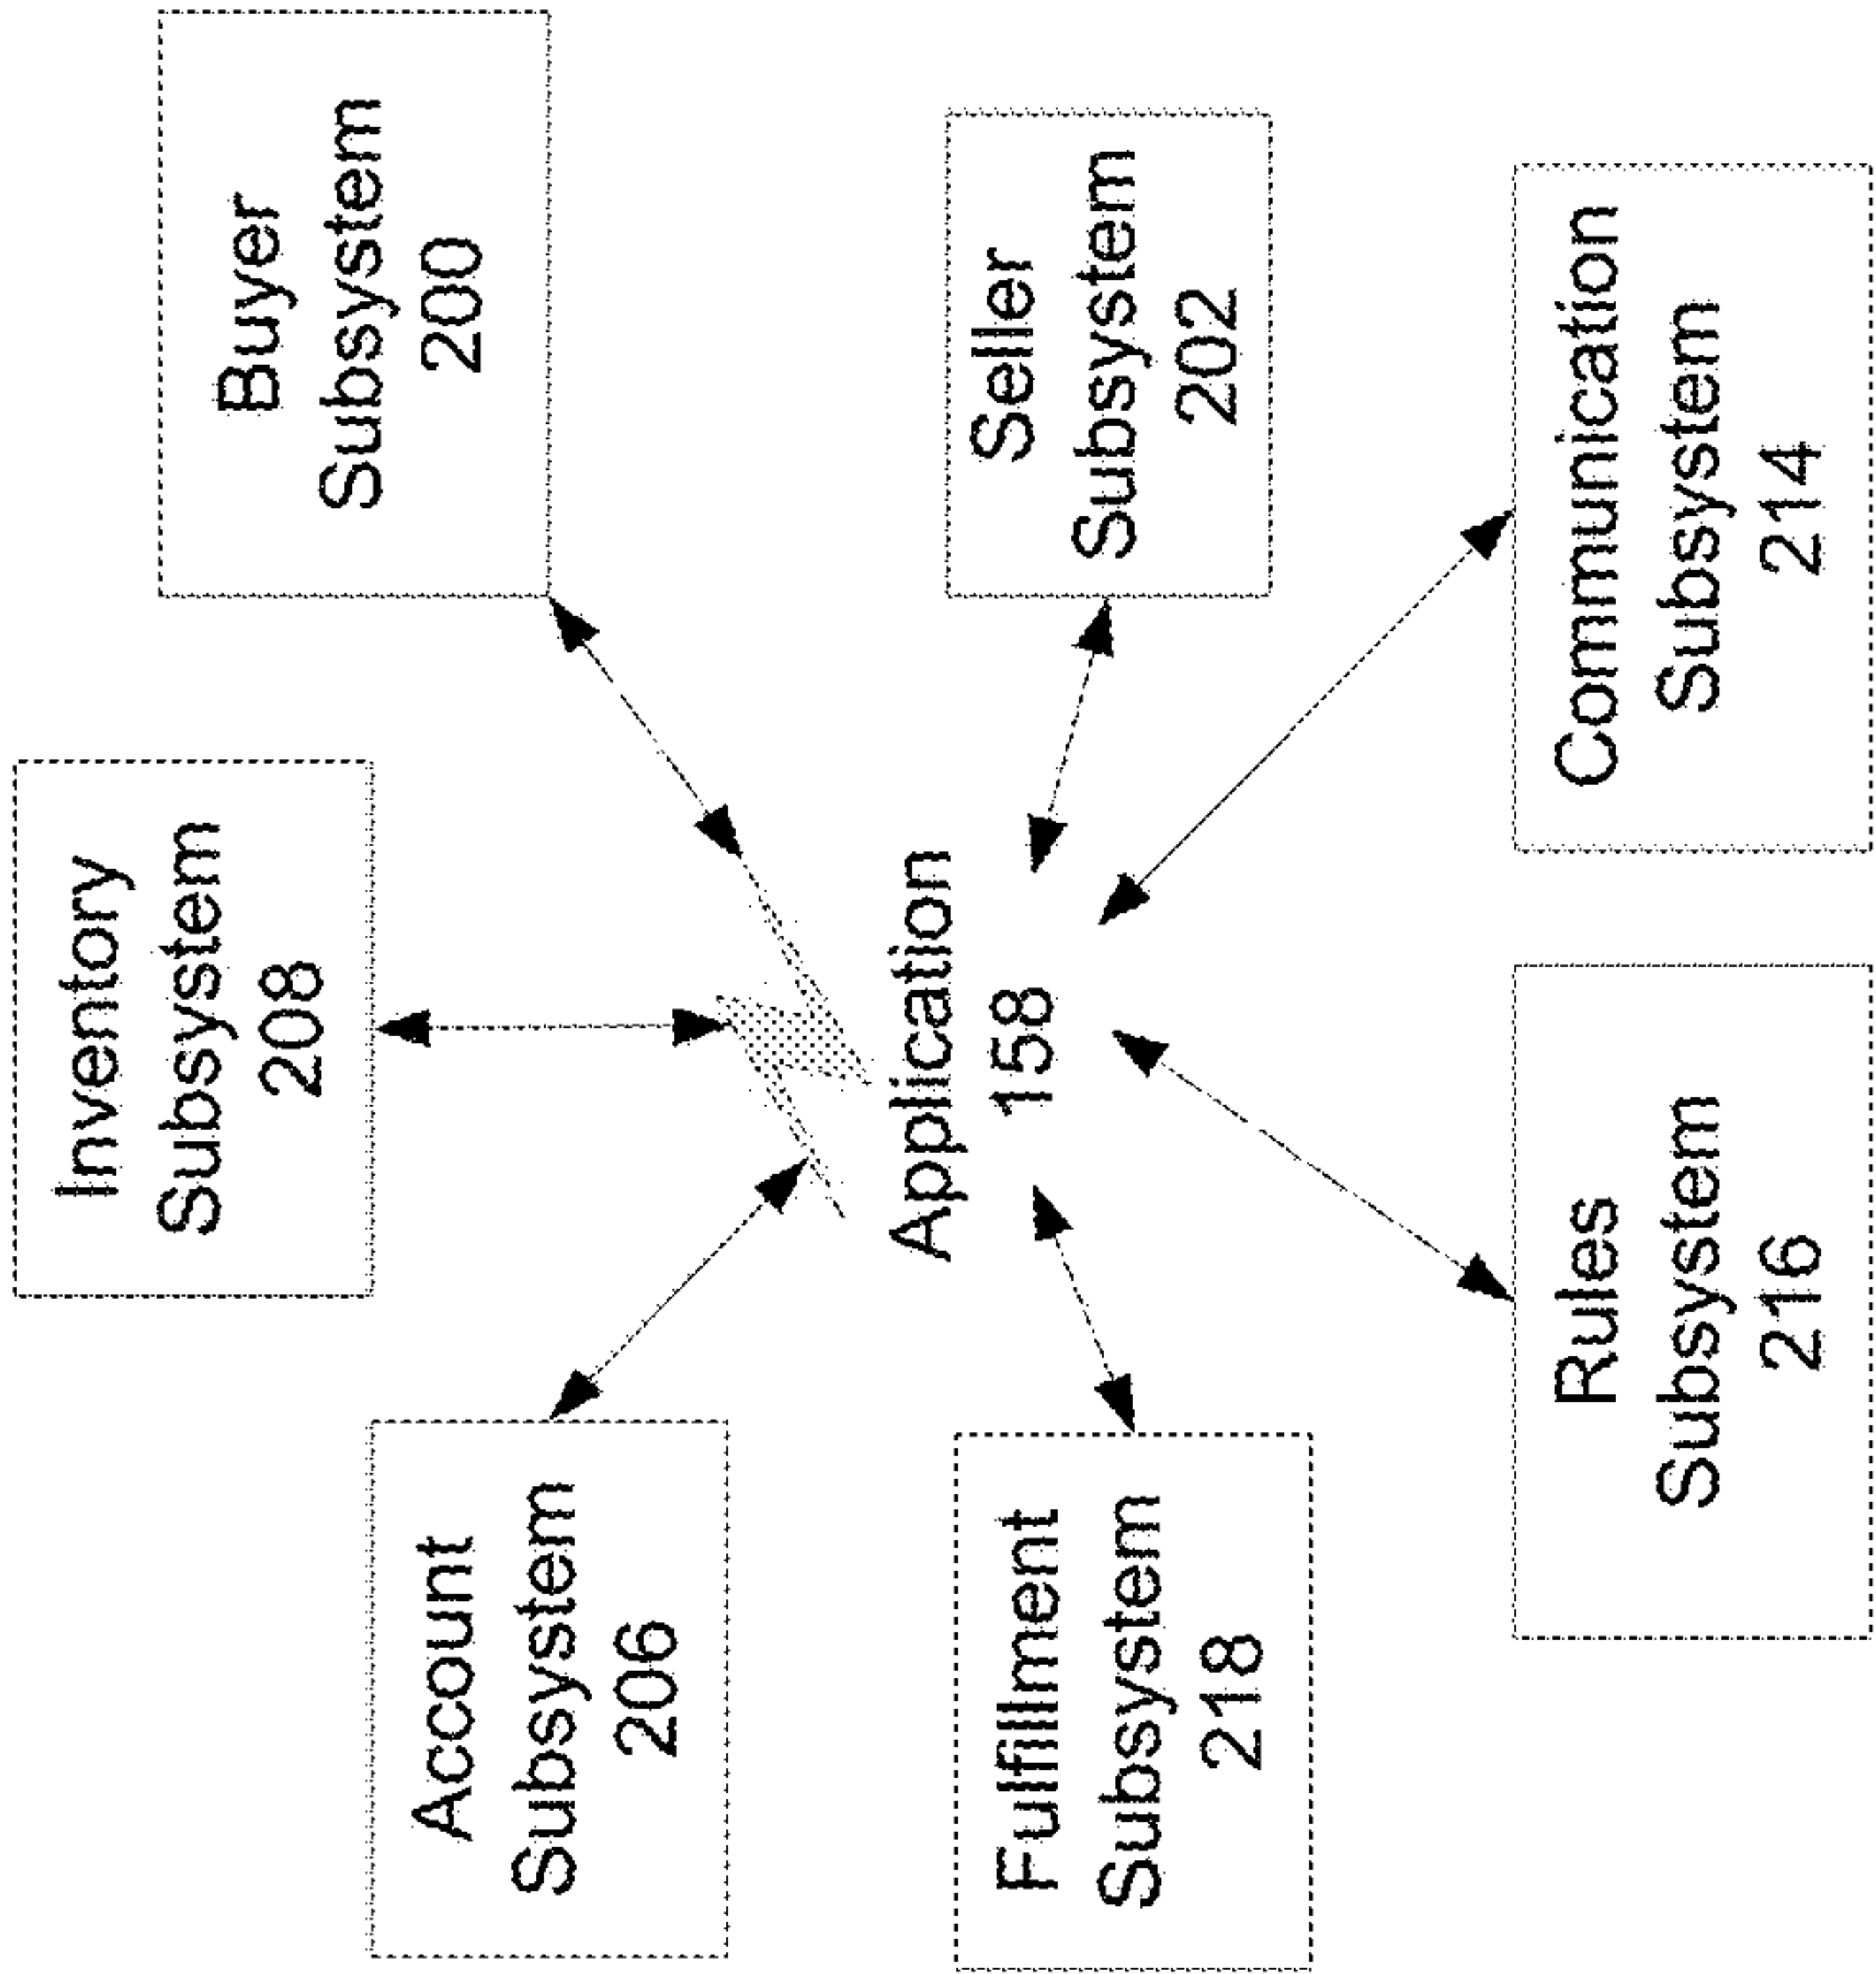 Inventory
Subsystem
208
Account
Subsystem
206
Buyer
Subsystem
200
Application
158
Fulfillment
Subsystem
218
Seller
Subsystem
202
Rules
Subsystem
216
Communication
Subsystem
214